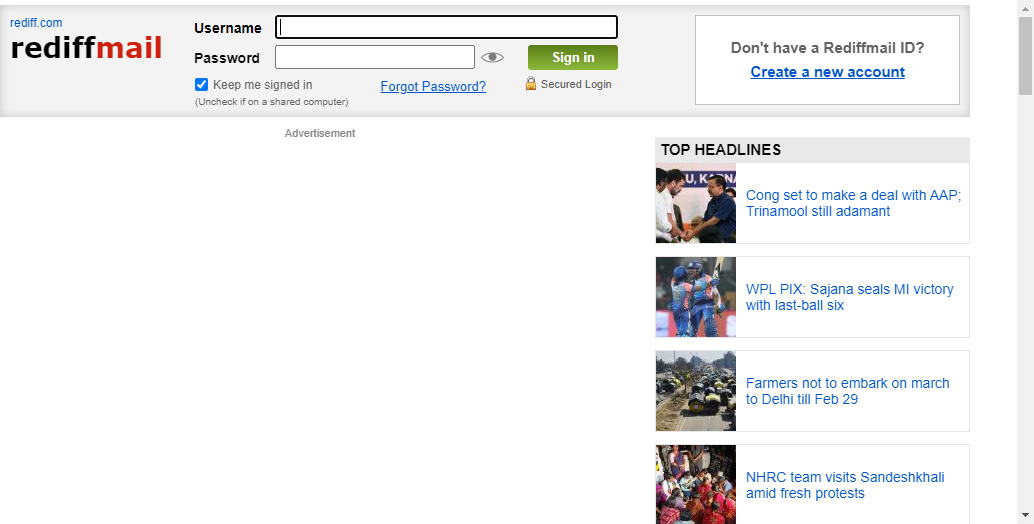 rediff.com
rediffmail
Username
Password
Sign in
Keep me signed in
(Uncheck if on a shared computer)
Forgot Password?
Secured Login
Don't have a Rediffmail ID?
Create a new account
Advertisement
TOP HEADLINES
Cong set to make a deal with AAP;
Trinamool still adamant
WPL PIX: Sajana seals MI victory
with last-ball six
Farmers not to embark on march
to Delhi till Feb 29
NHRC team visits Sandeshkhali
amid fresh protests